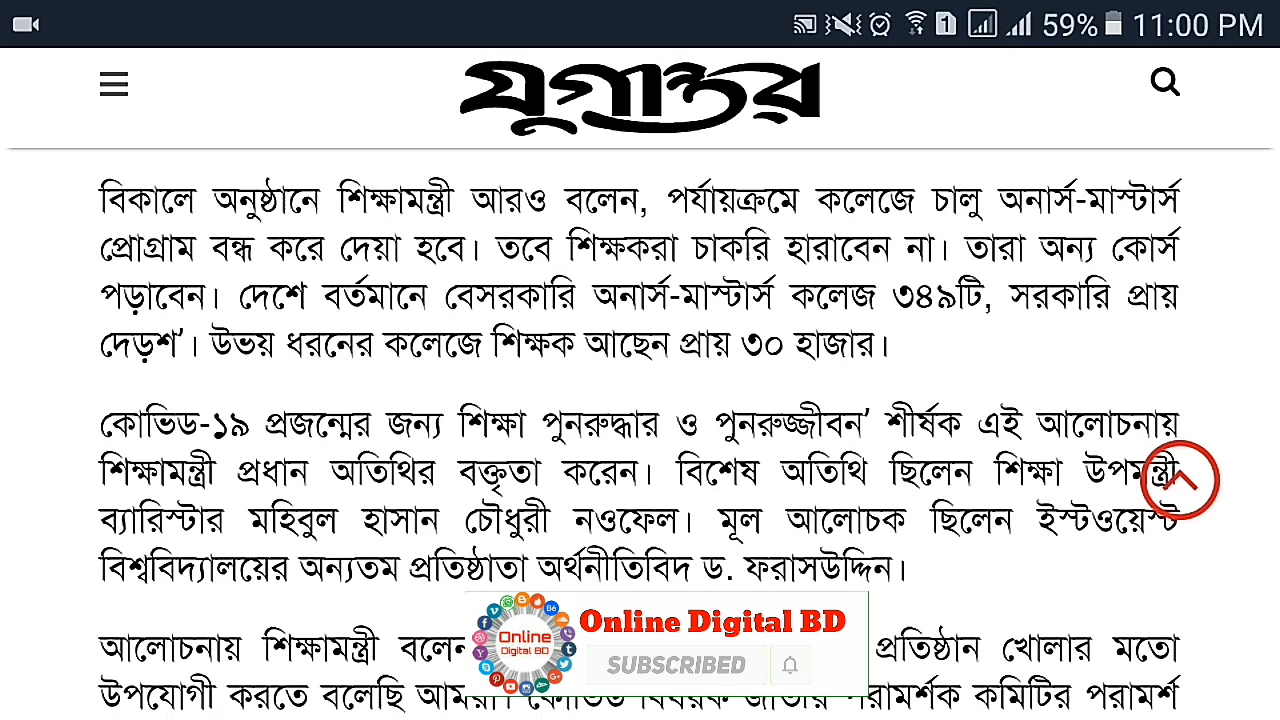 59% 11:00 PM
যুগান্তর
বিকালে অনুষ্ঠানে শিক্ষামন্ত্রী আরও বলেন, পর্যায়ক্রমে কলেজে চালু অনার্স-মাস্টার্স
প্রোগ্রাম বন্ধ করে দেয়া হবে। তবে শিক্ষকরা চাকরি হারাবেন না। তারা অন্য কোর্স
পড়াবেন। দেশে বর্তমানে বেসরকারি অনার্স-মাস্টার্স কলেজ ৩৪৯টি, সরকারি প্রায়
দেড়শ’। উভয় ধরনের কলেজে শিক্ষক আছেন প্রায় ৩০ হাজার।
কোভিড-১৯ প্রজন্মের জন্য শিক্ষা পুনরুদ্ধার ও পুনরুজ্জীবন’ শীর্ষক এই আলোচনায়
শিক্ষামন্ত্রী প্রধান অতিথির বক্তৃতা করেন। বিশেষ অতিথি ছিলেন শিক্ষা উপমন্ত্রী
ব্যারিস্টার মহিবুল হাসান চৌধুরী নওফেল। মূল আলোচক ছিলেন ইস্টওয়েস্ট
বিশ্ববিদ্যালয়ের অন্যতম প্রতিষ্ঠাতা অর্থনীতিবিদ ড. ফরাসউদ্দিন।
আলোচনায় শিক্ষামন্ত্রী বলেন প্রতিষ্ঠান খোলার মতো
উপযোগী করতে বলেছি আমরা। পরামর্শক কমিটির পরামর্শ
Online
Digital BD
Online Digital BD
SUBSCRIBED